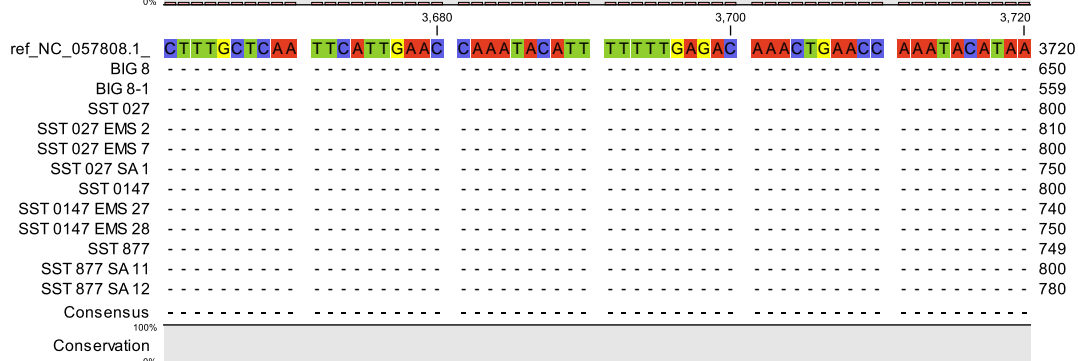 0%
3,680 3,700 3,720
ref_NC_057808.1_ CTTTGCTCAA TTCATTGAAC CAAATACATT TTTTTGAGAC AAACTGAACC AAATACATAA 3720
BIG 8 - - - - - - - - - - - - - - - - - - - - - - - - - - - - - - - - - - - - - - - - - - - - - - - - - - - - - - - - - - - - 650
BIG 8-1 - - - - - - - - - - - - - - - - - - - - - - - - - - - - - - - - - - - - - - - - - - - - - - - - - - - - - - - - - - - - 559
SST 027 - - - - - - - - - - - - - - - - - - - - - - - - - - - - - - - - - - - - - - - - - - - - - - - - - - - - - - - - - - - - 800
SST 027 EMS 2 - - - - - - - - - - - - - - - - - - - - - - - - - - - - - - - - - - - - - - - - - - - - - - - - - - - - - - - - - - - - 810
SST 027 EMS 7 - - - - - - - - - - - - - - - - - - - - - - - - - - - - - - - - - - - - - - - - - - - - - - - - - - - - - - - - - - - - 800
SST 027 SA 1 - - - - - - - - - - - - - - - - - - - - - - - - - - - - - - - - - - - - - - - - - - - - - - - - - - - - - - - - - - - - 750
SST 0147 - - - - - - - - - - - - - - - - - - - - - - - - - - - - - - - - - - - - - - - - - - - - - - - - - - - - - - - - - - - - 800
SST 0147 EMS 27 - - - - - - - - - - - - - - - - - - - - - - - - - - - - - - - - - - - - - - - - - - - - - - - - - - - - - - - - - - - - 740
SST 0147 EMS 28 - - - - - - - - - - - - - - - - - - - - - - - - - - - - - - - - - - - - - - - - - - - - - - - - - - - - - - - - - - - - 750
SST 877 - - - - - - - - - - - - - - - - - - - - - - - - - - - - - - - - - - - - - - - - - - - - - - - - - - - - - - - - - - - - 749
SST 877 SA 11 - - - - - - - - - - - - - - - - - - - - - - - - - - - - - - - - - - - - - - - - - - - - - - - - - - - - - - - - - - - - 800
SST 877 SA 12 - - - - - - - - - - - - - - - - - - - - - - - - - - - - - - - - - - - - - - - - - - - - - - - - - - - - - - - - - - - - 780
Consensus - - - - - - - - - - - - - - - - - - - - - - - - - - - - - - - - - - - - - - - - - - - - - - - - - - - - - - - - - - - -
100%
Conservation
0%